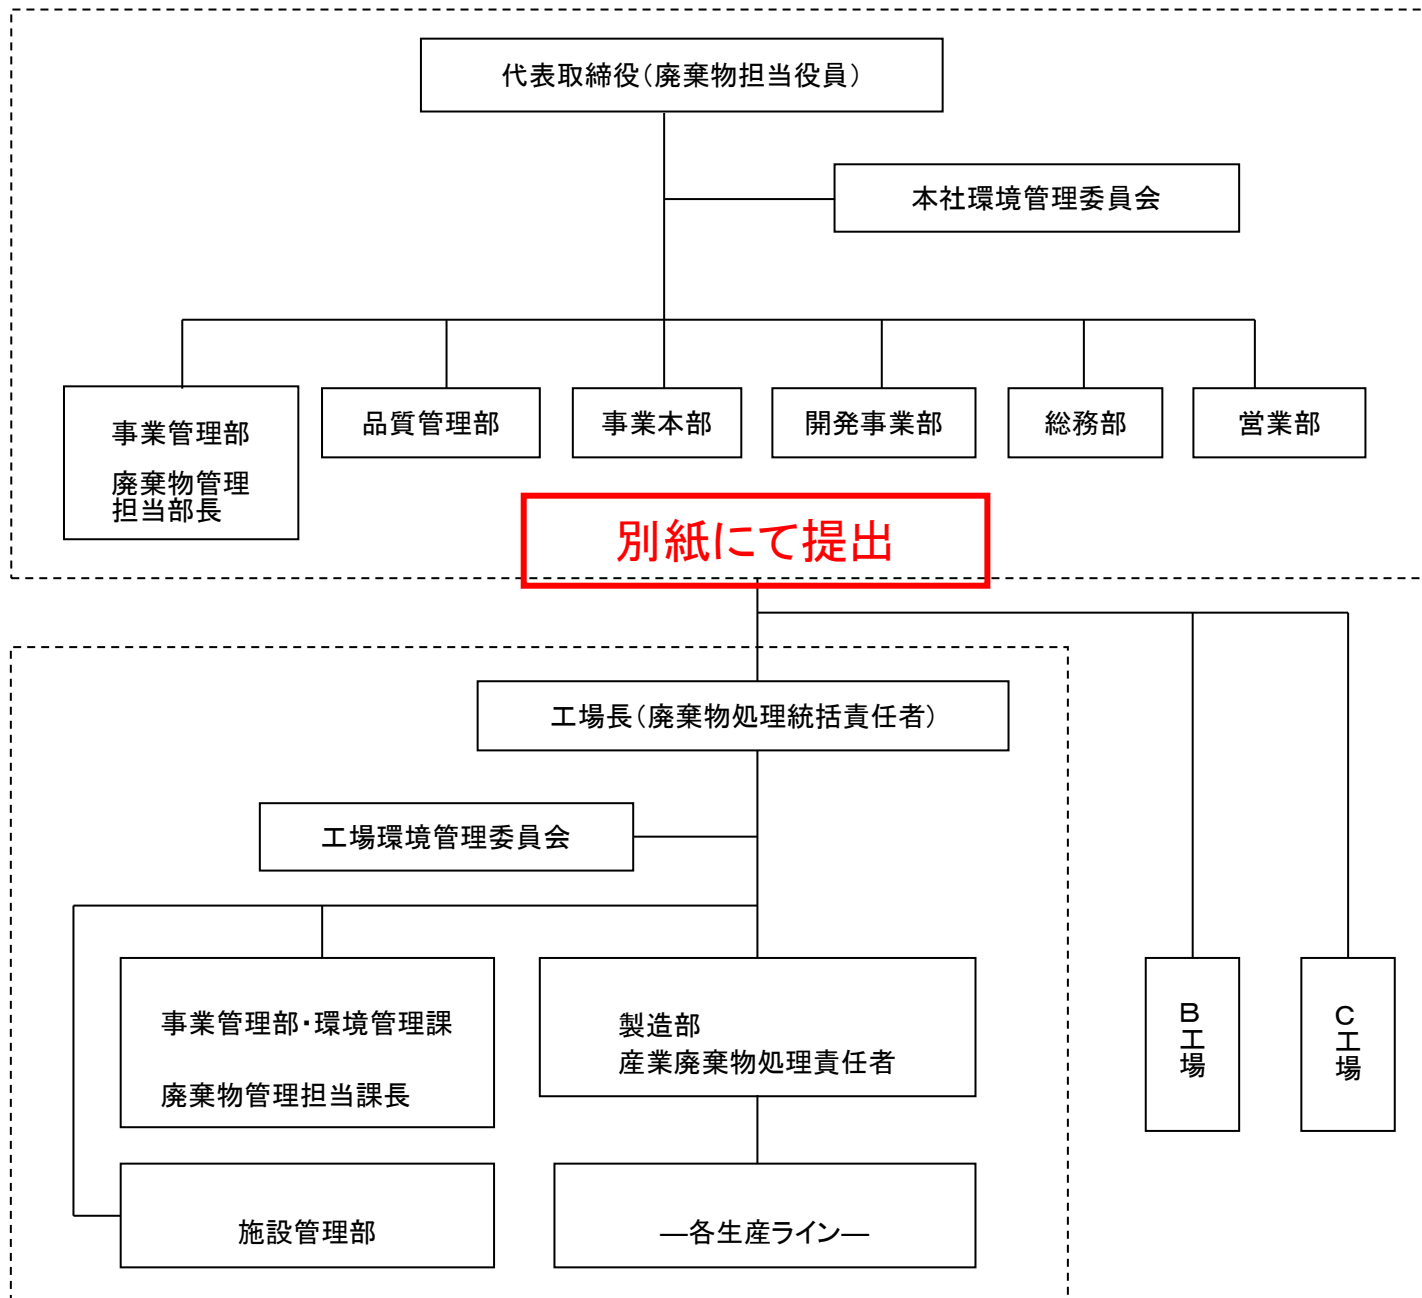 代表取締役（廃棄物担当役員）
本社環境管理委員会
事業管理部
廃棄物管理
担当部長
品質管理部
事業本部
開発事業部
総務部
営業部
別紙にて提出
工場長（廃棄物処理統括責任者）
工場環境管理委員会
事業管理部・環境管理課
廃棄物管理担当課長
製造部
産業廃棄物処理責任者
Ｂ工場
Ｃ工場
施設管理部
―各生産ライン―